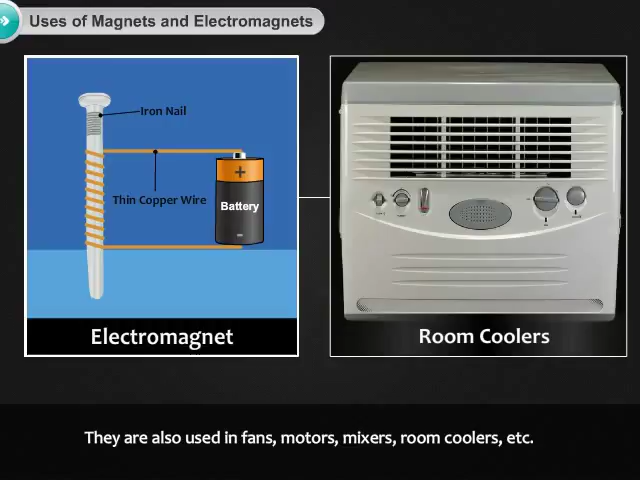 Uses of Magnets and Electromagnets
Iron Nail
Thin Copper Wire
+
Battery
-
Electromagnet
Room Coolers
They are also used in fans, motors, mixers, room coolers, etc.